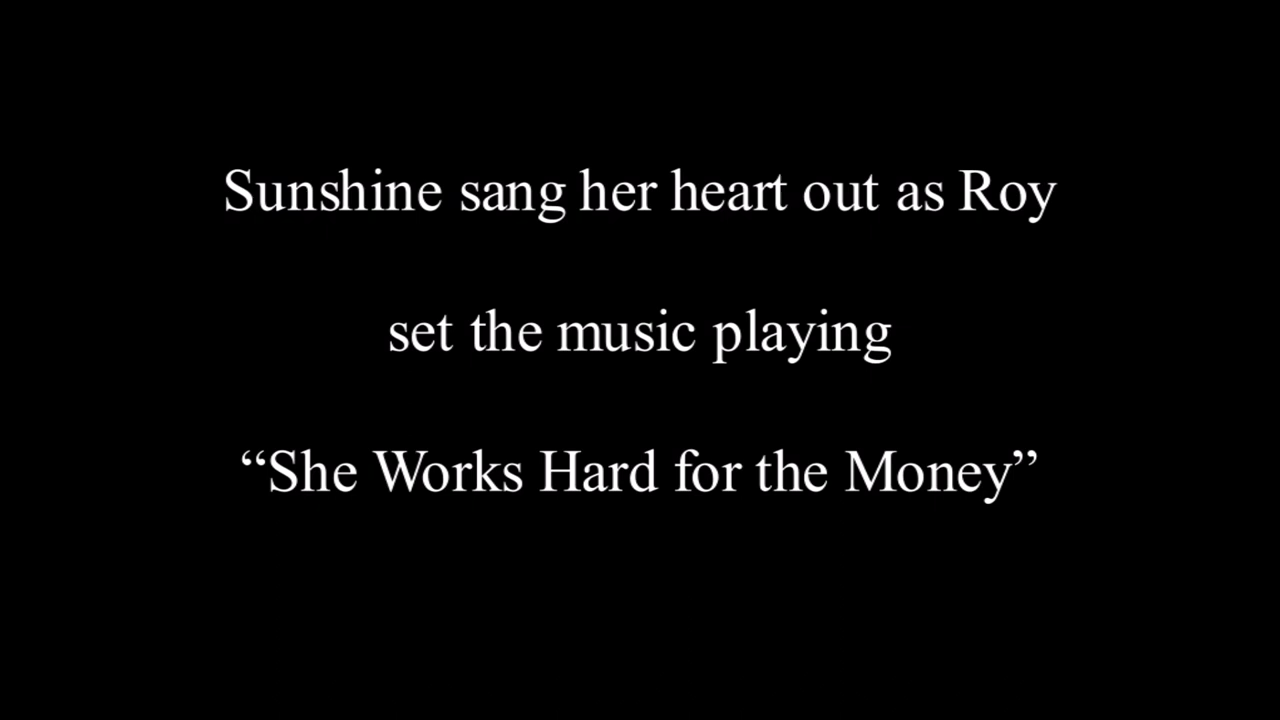 Sunshine sang her heart out as Roy
set the music playing
“She Works Hard for the Money”